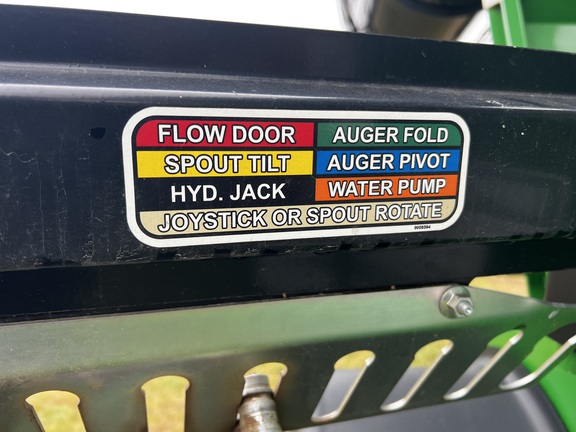 FLOW DOOR AUGER FOLD
SPOUT TILT AUGER PIVOT
HYD. JACK WATER PUMP
JOYSTICK OR SPOUT ROTATE